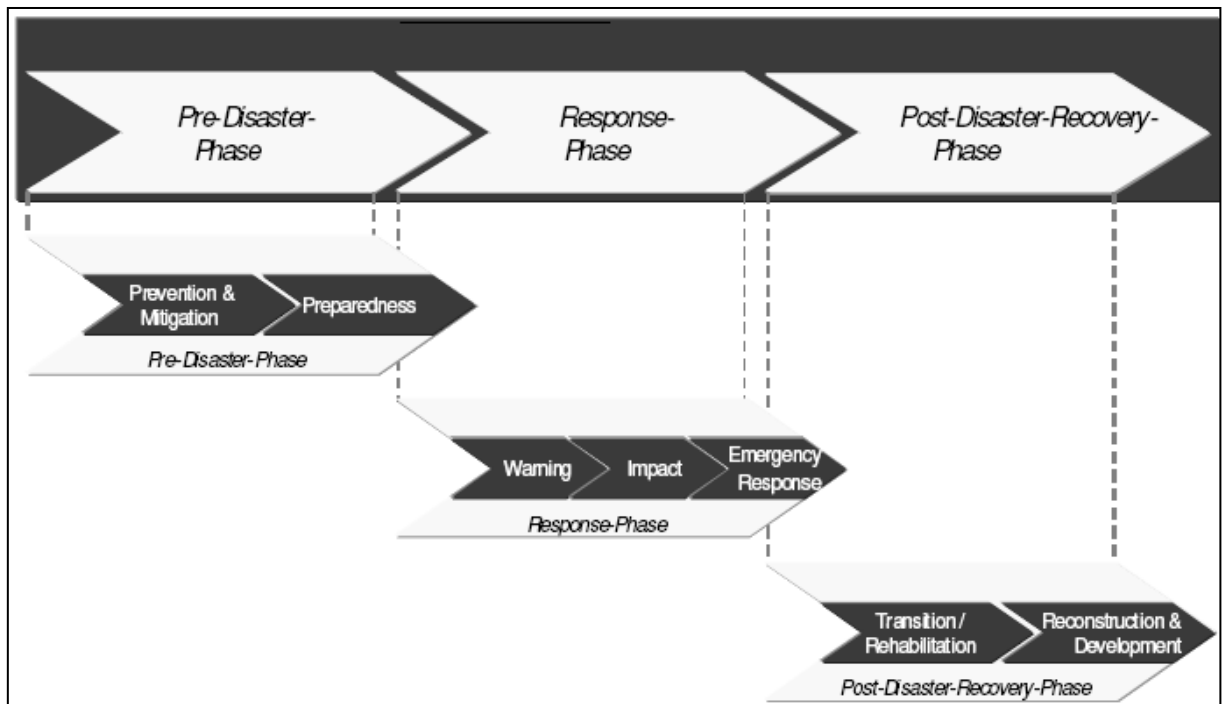 Pre-Disaster-
Phase
Response-
Phase
Post-Disaster-Recovery-
Phase
Prevention &
Mitigation
Preparedness
Pre-Disaster-Phase
Warning
Impact
Emergency
Response
Response-Phase
Transition /
Rehabilitation
Reconstruction &
Development
Post-Disaster-Recovery-Phase